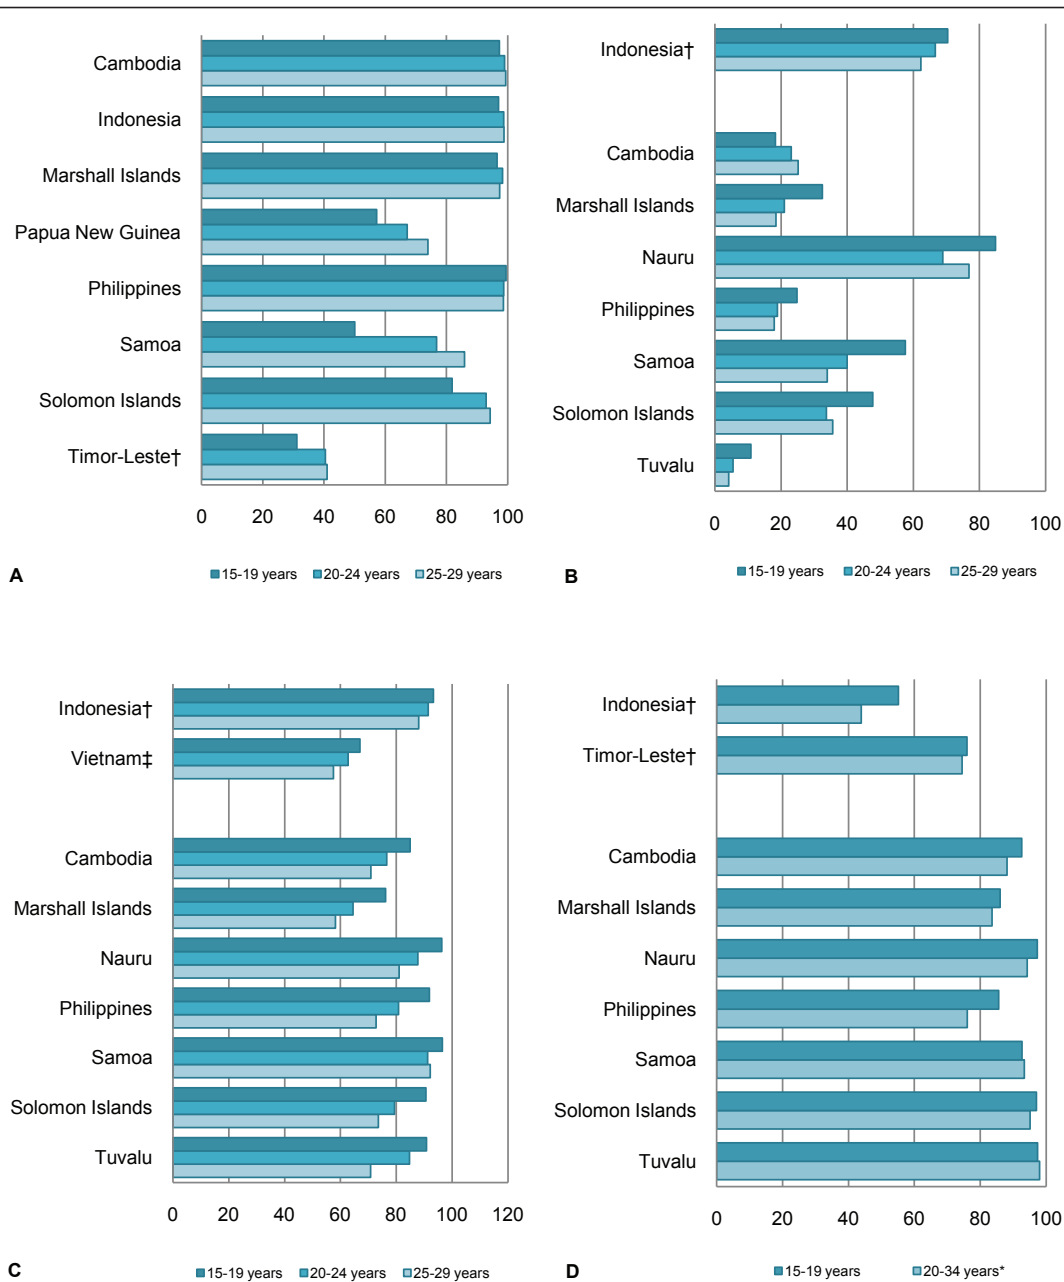 Cambodia
Indonesia
Marshall Islands
Papua New Guinea
Philippines
Samoa
Solomon Islands
Timor-Leste†
0 20 40 60 80 100
A
15-19 years 20-24 years 25-29 years
Indonesia†
Cambodia
Marshall Islands
Nauru
Philippines
Samoa
Solomon Islands
Tuvalu
0 20 40 60 80 100
B
15-19 years 20-24 years 25-29 years
Indonesia†
Vietnam‡
Cambodia
Marshall Islands
Nauru
Philippines
Samoa
Solomon Islands
Tuvalu
0 20 40 60 80 100 120
C
15-19 years 20-24 years 25-29 years
Indonesia†
Timor-Leste†
Cambodia
Marshall Islands
Nauru
Philippines
Samoa
Solomon Islands
Tuvalu
0 20 40 60 80 100
D
15-19 years 20-34 years*